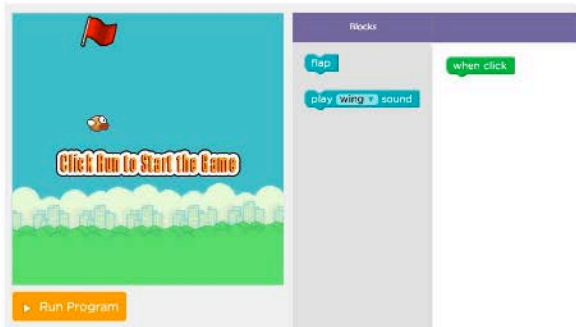 Blocks
flap
when click
play wing sound
Click Run to Start the Game
Run Program